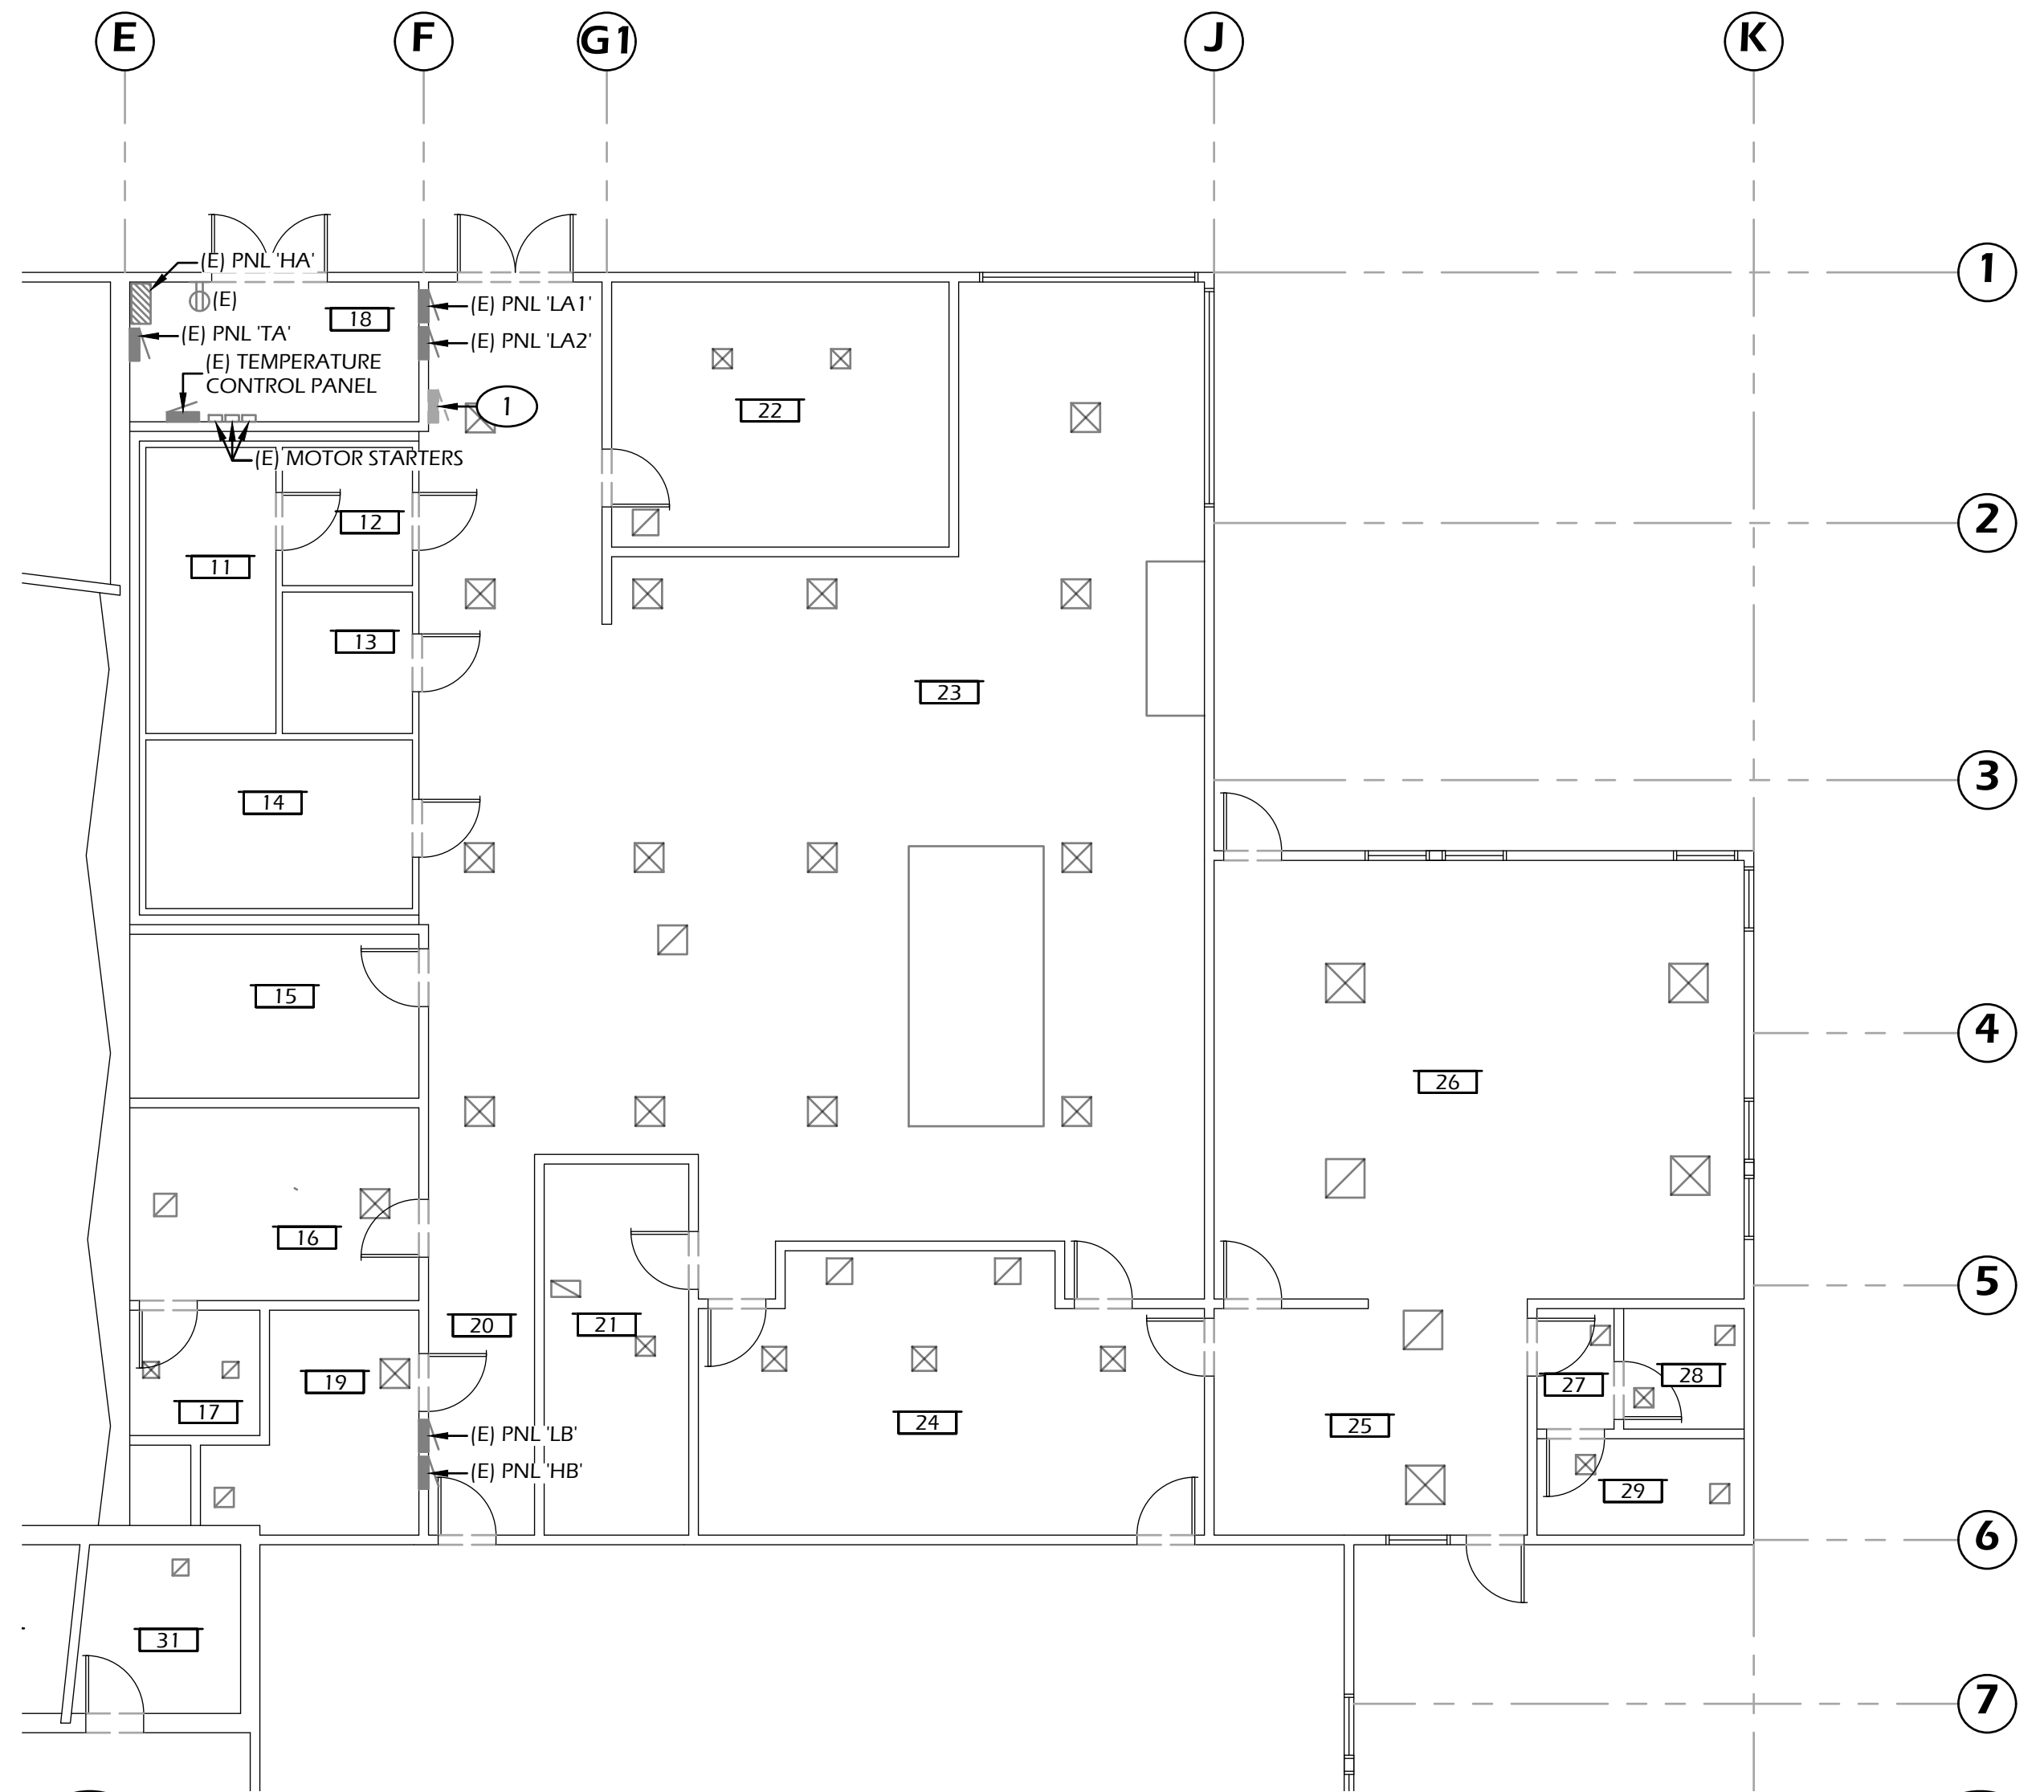 E
F
G1
J
K
1
(E) PNL 'HA'
(E)
18
(E) PNL 'LA1'
(E) PNL 'TA'
(E) PNL 'LA2'
(E) TEMPERATURE
CONTROL PANEL
1
22
(E) MOTOR STARTERS
12
2
11
13
23
3
14
15
4
26
16
5
20
21
19
27
28
17
24
25
(E) PNL 'LB'
(E) PNL 'HB'
29
6
31
7